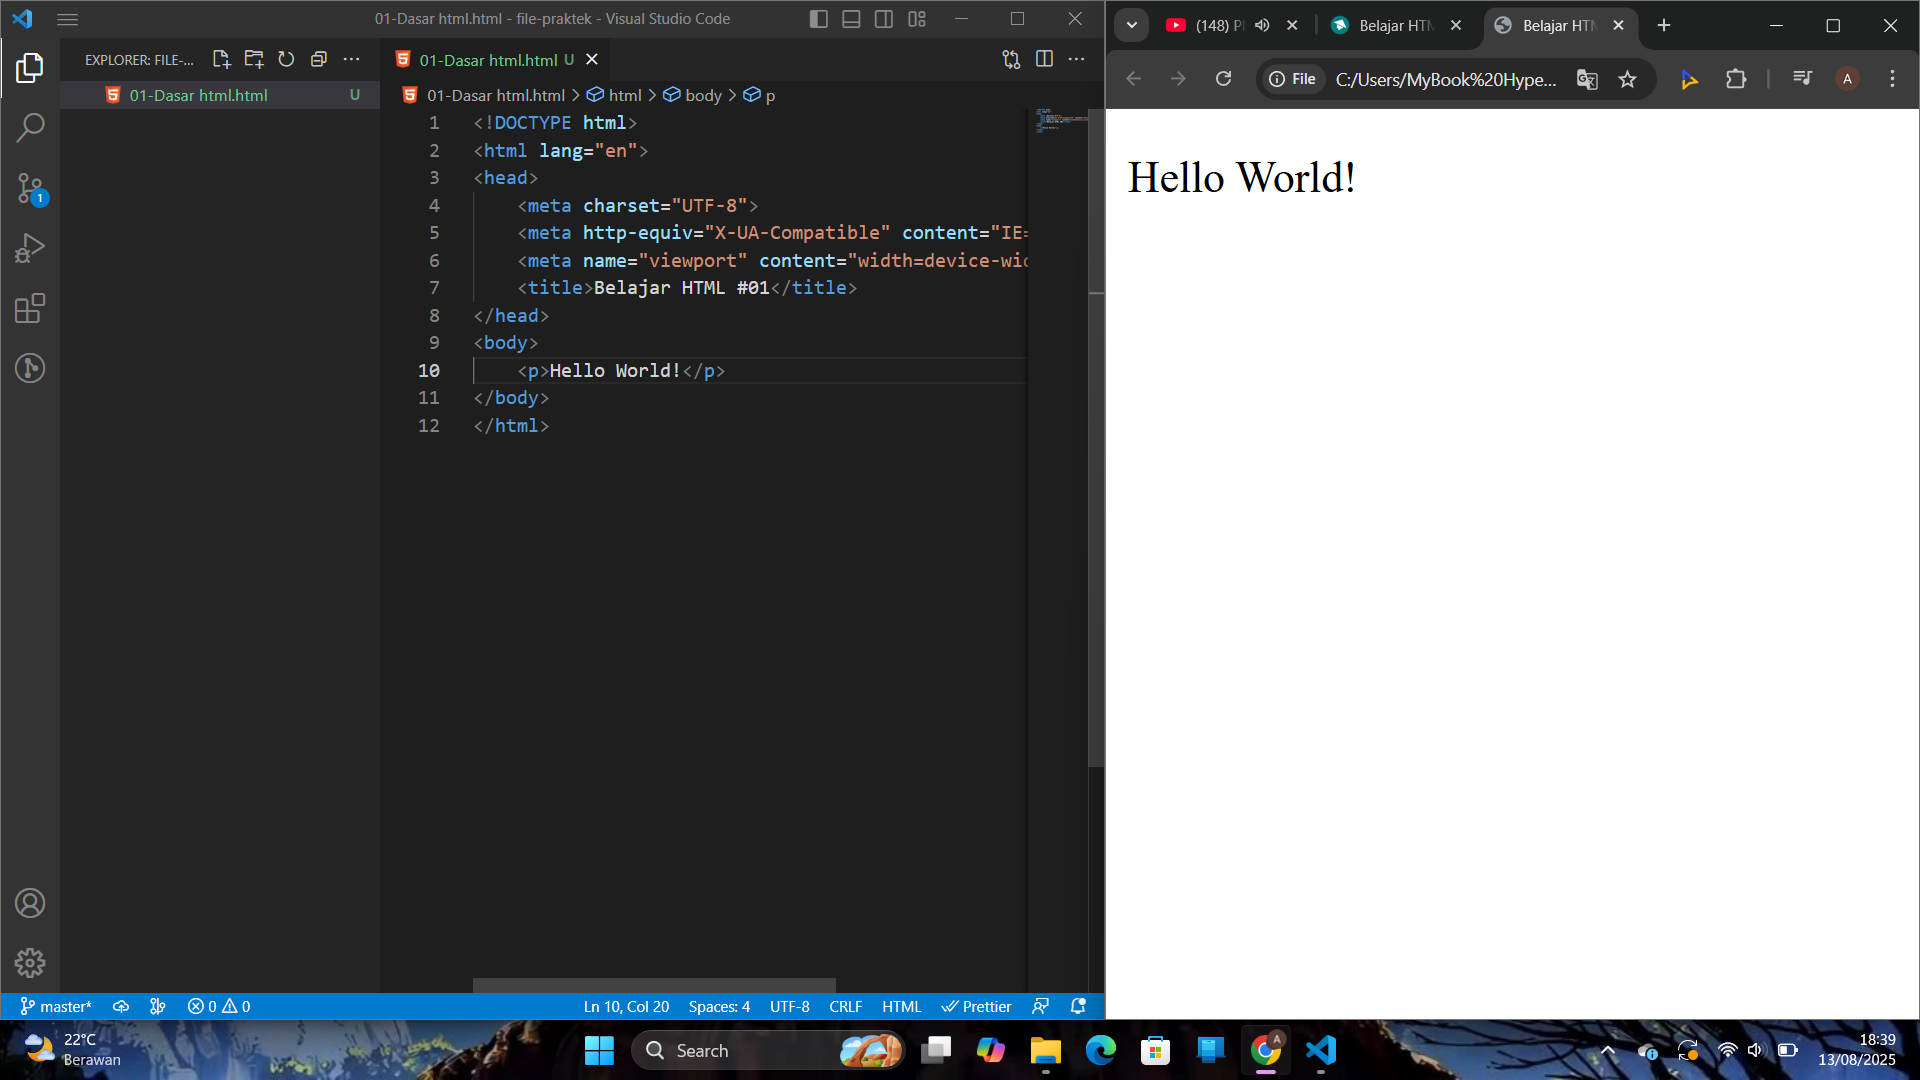 01-Dasar html.html - file-praktek - Visual Studio Code
EXPLORER: FILE-...
01-Dasar html.html U
1
01-Dasar html.html U
01-Dasar html.html > html > body > p
1 <!DOCTYPE html>
2 <html lang="en">
3 <head>
4 <meta charset="UTF-8">
5 <meta http-equiv="X-UA-Compatible" content="IE=
6 <meta name="viewport" content="width=device-wid
7 <title>Belajar HTML #01</title>
8 </head>
9 <body>
10 <p>Hello World!</p>
11 </body>
12 </html>
master* 0 0 Ln 10, Col 20 Spaces: 4 UTF-8 CRLF HTML Prettier
(148) Belajar HTM Belajar HTM
File C:/Users/MyBook%20Hype... A
Hello World!
22°C
Berawan
Search
A
18:39
13/08/2025